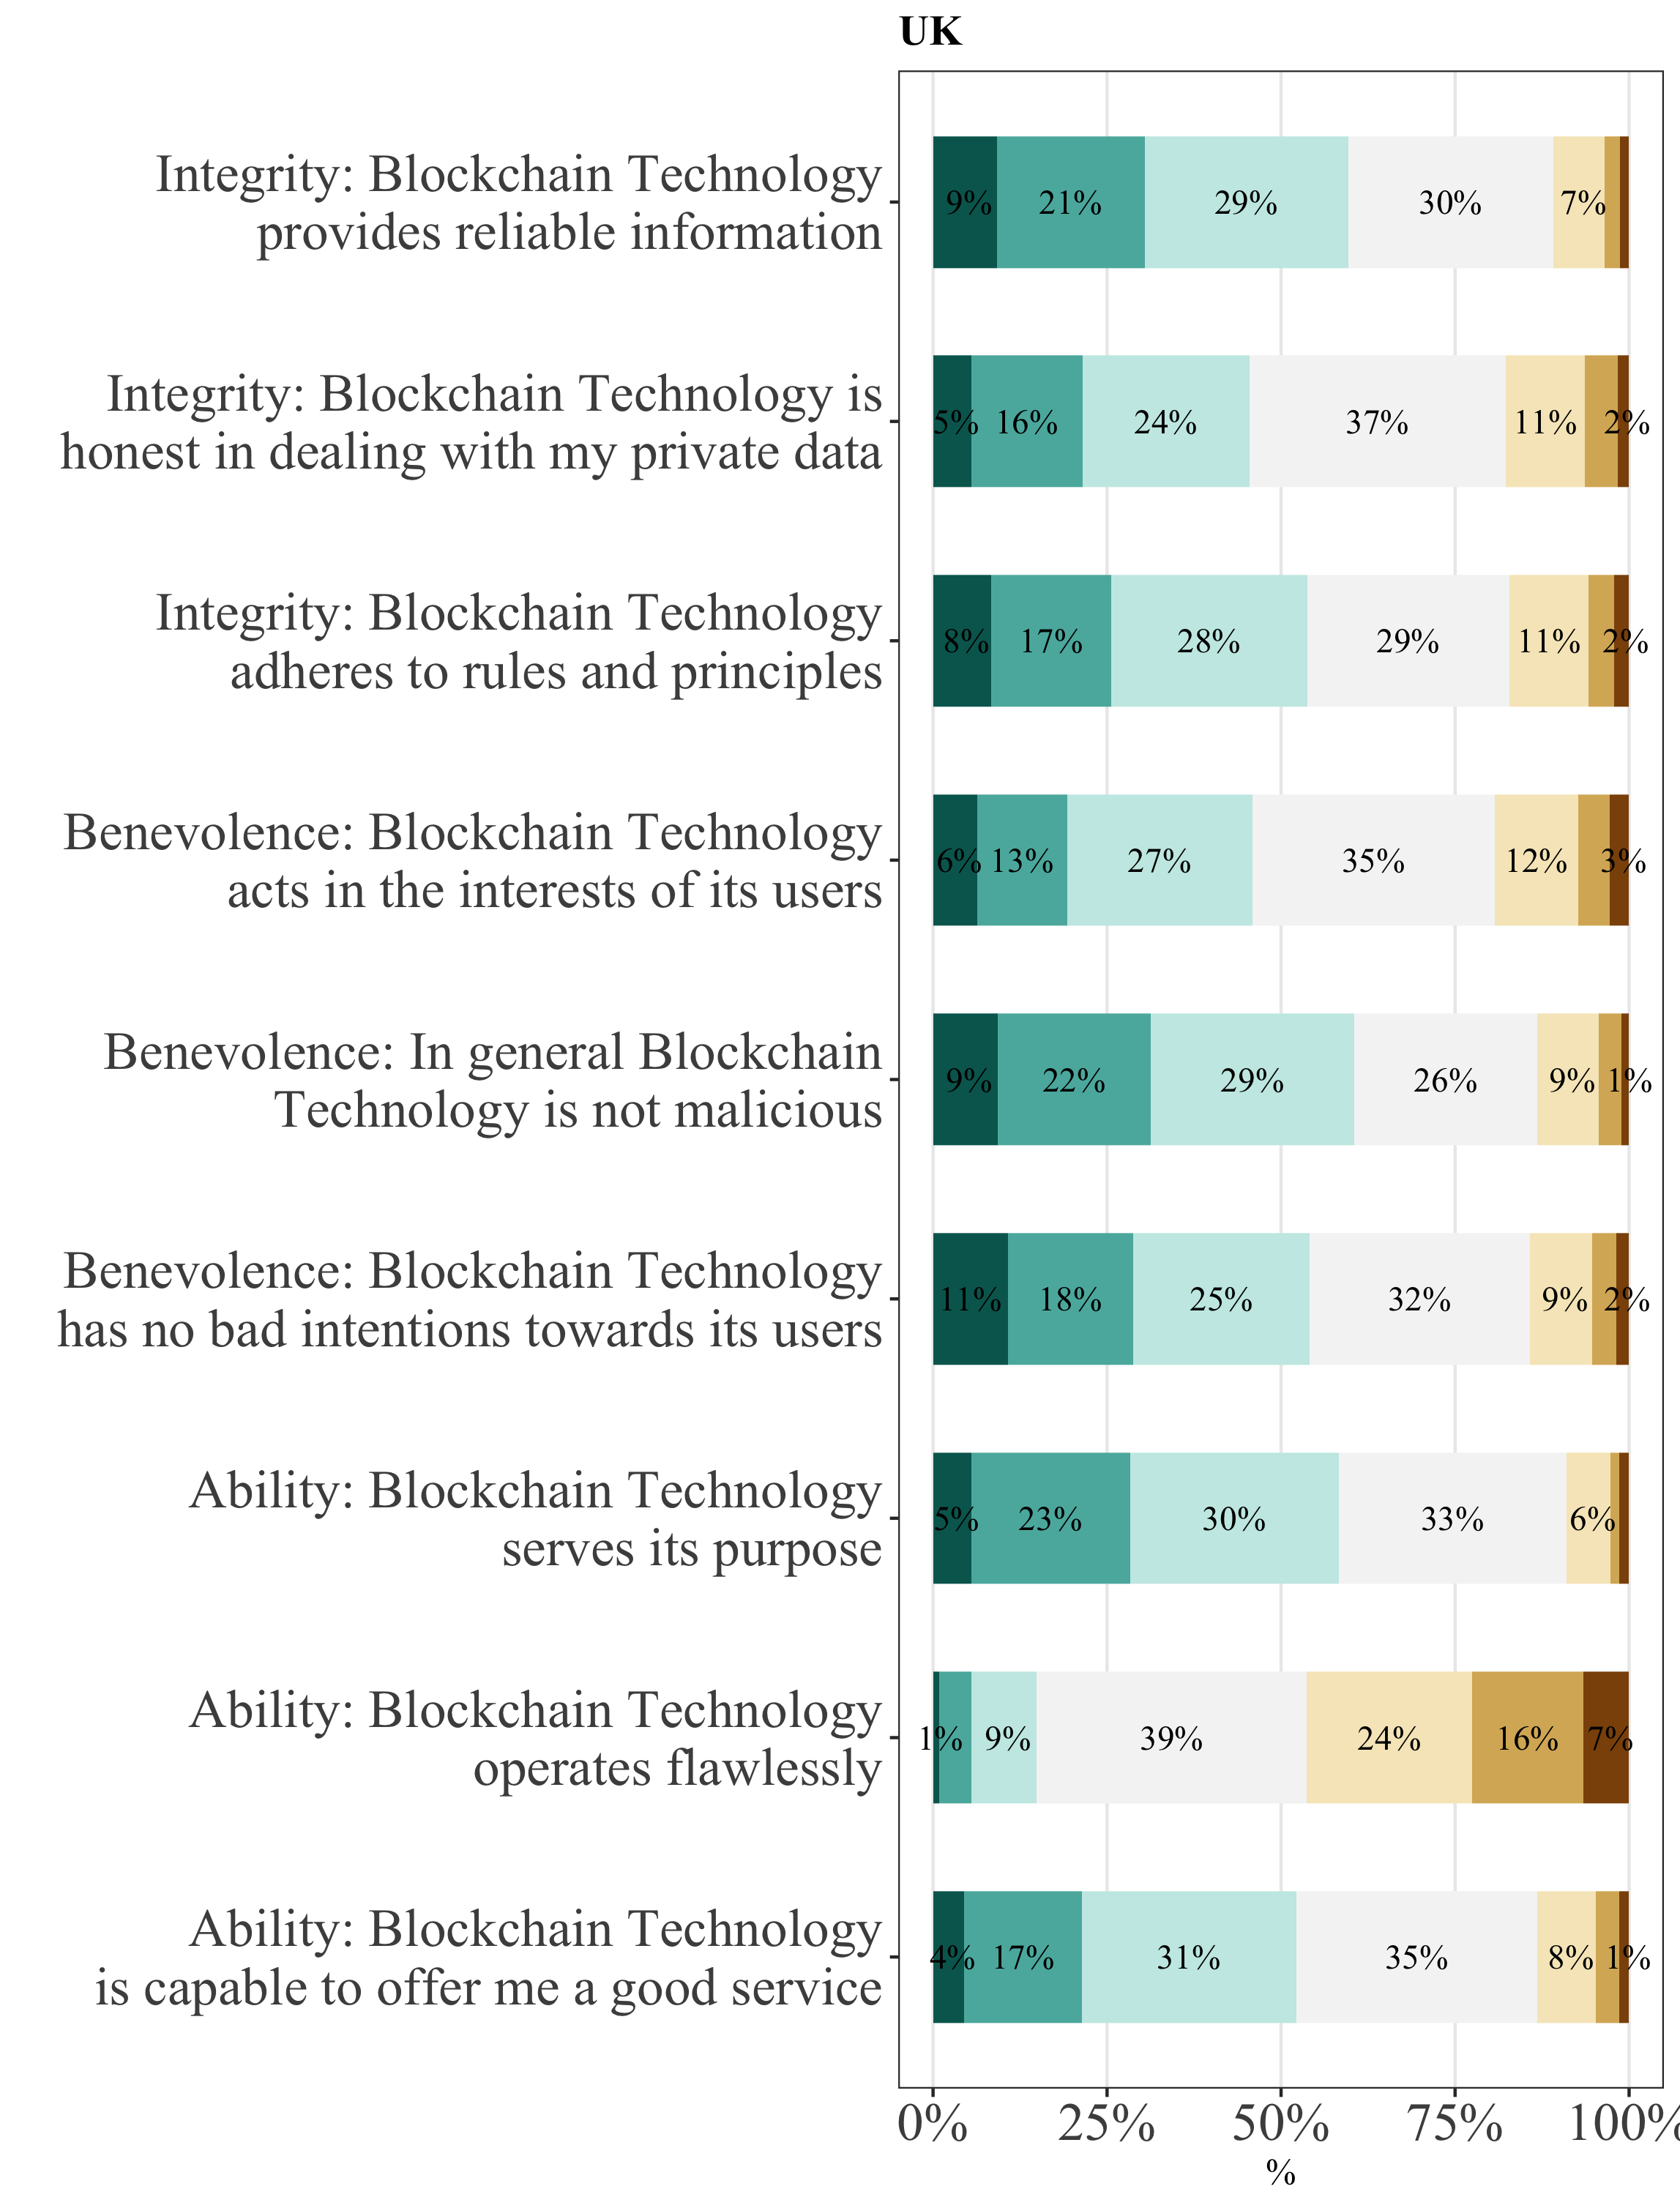 UK
Integrity: Blockchain Technology
provides reliable information
9% 21% 29% 30% 7%
Integrity: Blockchain Technology is
honest in dealing with my private data
5% 16% 24% 37% 11% 2%
Integrity: Blockchain Technology
adheres to rules and principles
8% 17% 28% 29% 11% 2%
Benevolence: Blockchain Technology
acts in the interests of its users
6% 13% 27% 35% 12% 3%
Benevolence: In general Blockchain
Technology is not malicious
9% 22% 29% 26% 9% 1%
Benevolence: Blockchain Technology
has no bad intentions towards its users
11% 18% 25% 32% 9% 2%
Ability: Blockchain Technology
serves its purpose
5% 23% 30% 33% 6%
Ability: Blockchain Technology
operates flawlessly
1% 9% 39% 24% 16% 7%
Ability: Blockchain Technology
is capable to offer me a good service
4% 17% 31% 35% 8% 1%
0% 25% 50% 75% 100%
%